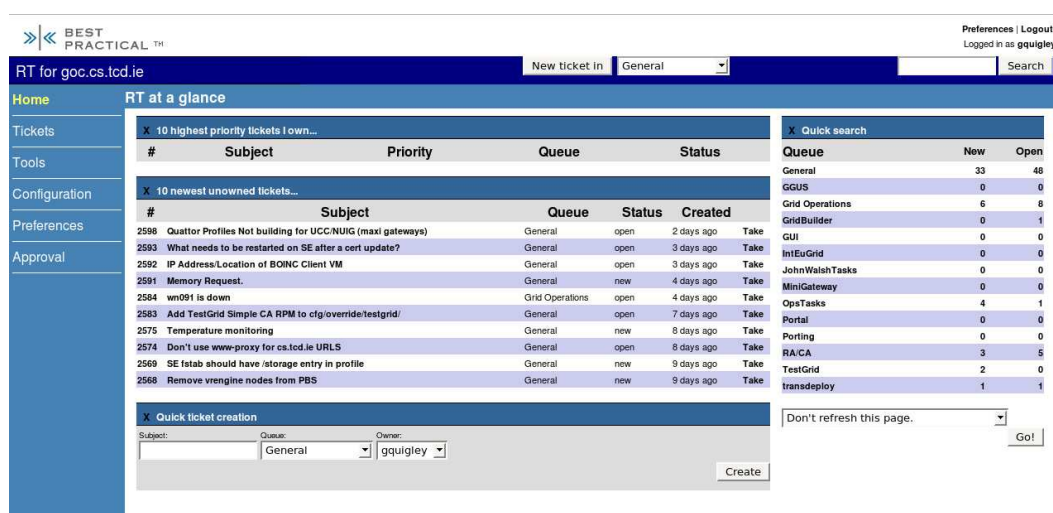 BEST
PRACTICAL TM
Preferences | Logout
Logged in as gquigley
RT for goc.cs.tcd.ie
New ticket in General Search
Home
Tickets
Tools
Configuration
Preferences
Approval
RT at a glance
X 10 highest priority tickets I own...
# Subject Priority Queue Status
X 10 newest unowned tickets...
# Subject Queue Status Created
2598 Quattor Profiles Not building for UCC/NUIG (maxi gateways) General open 2 days ago Take
2593 What needs to be restarted on SE after a cert update? General open 3 days ago Take
2592 IP Address/Location of BOINC Client VM General open 3 days ago Take
2591 Memory Request. General new 4 days ago Take
2584 wn091 is down Grid Operations open 4 days ago Take
2583 Add TestGrid Simple CA RPM to cfg/override/testgrid/ General open 7 days ago Take
2575 Temperature monitoring General new 8 days ago Take
2574 Don't use www-proxy for cs.tcd.ie URLS General open 8 days ago Take
2569 SE fstab should have /storage entry in profile General new 9 days ago Take
2568 Remove vrengine nodes from PBS General new 9 days ago Take
X Quick ticket creation
Subject: Queue: Owner:
General gquigley
Create
X Quick search
Queue New Open
General 33 48
GGUS 0 0
Grid Operations 6 8
GridBuilder 0 1
GUI 0 0
IntEuGrid 0 0
JohnWalshTasks 0 0
MiniGateway 0 0
OpsTasks 4 1
Portal 0 0
Porting 0 0
RA/CA 3 5
TestGrid 2 0
transdeploy 1 1
Don't refresh this page.
Go!